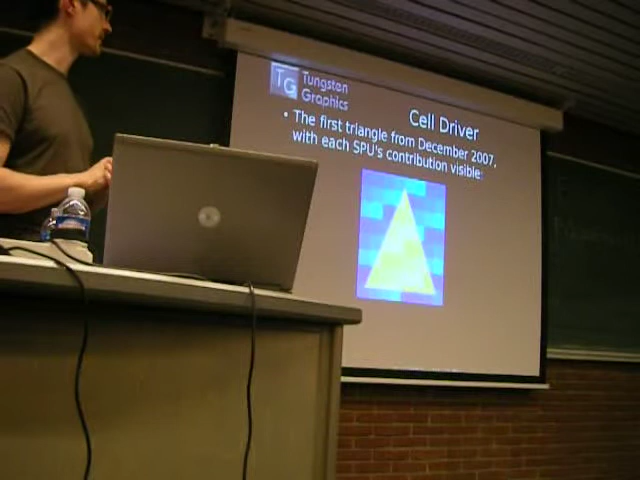 TG Tungsten
Graphics
Cell Driver
• The first triangle from December 2007,
with each SPU's contribution visible: